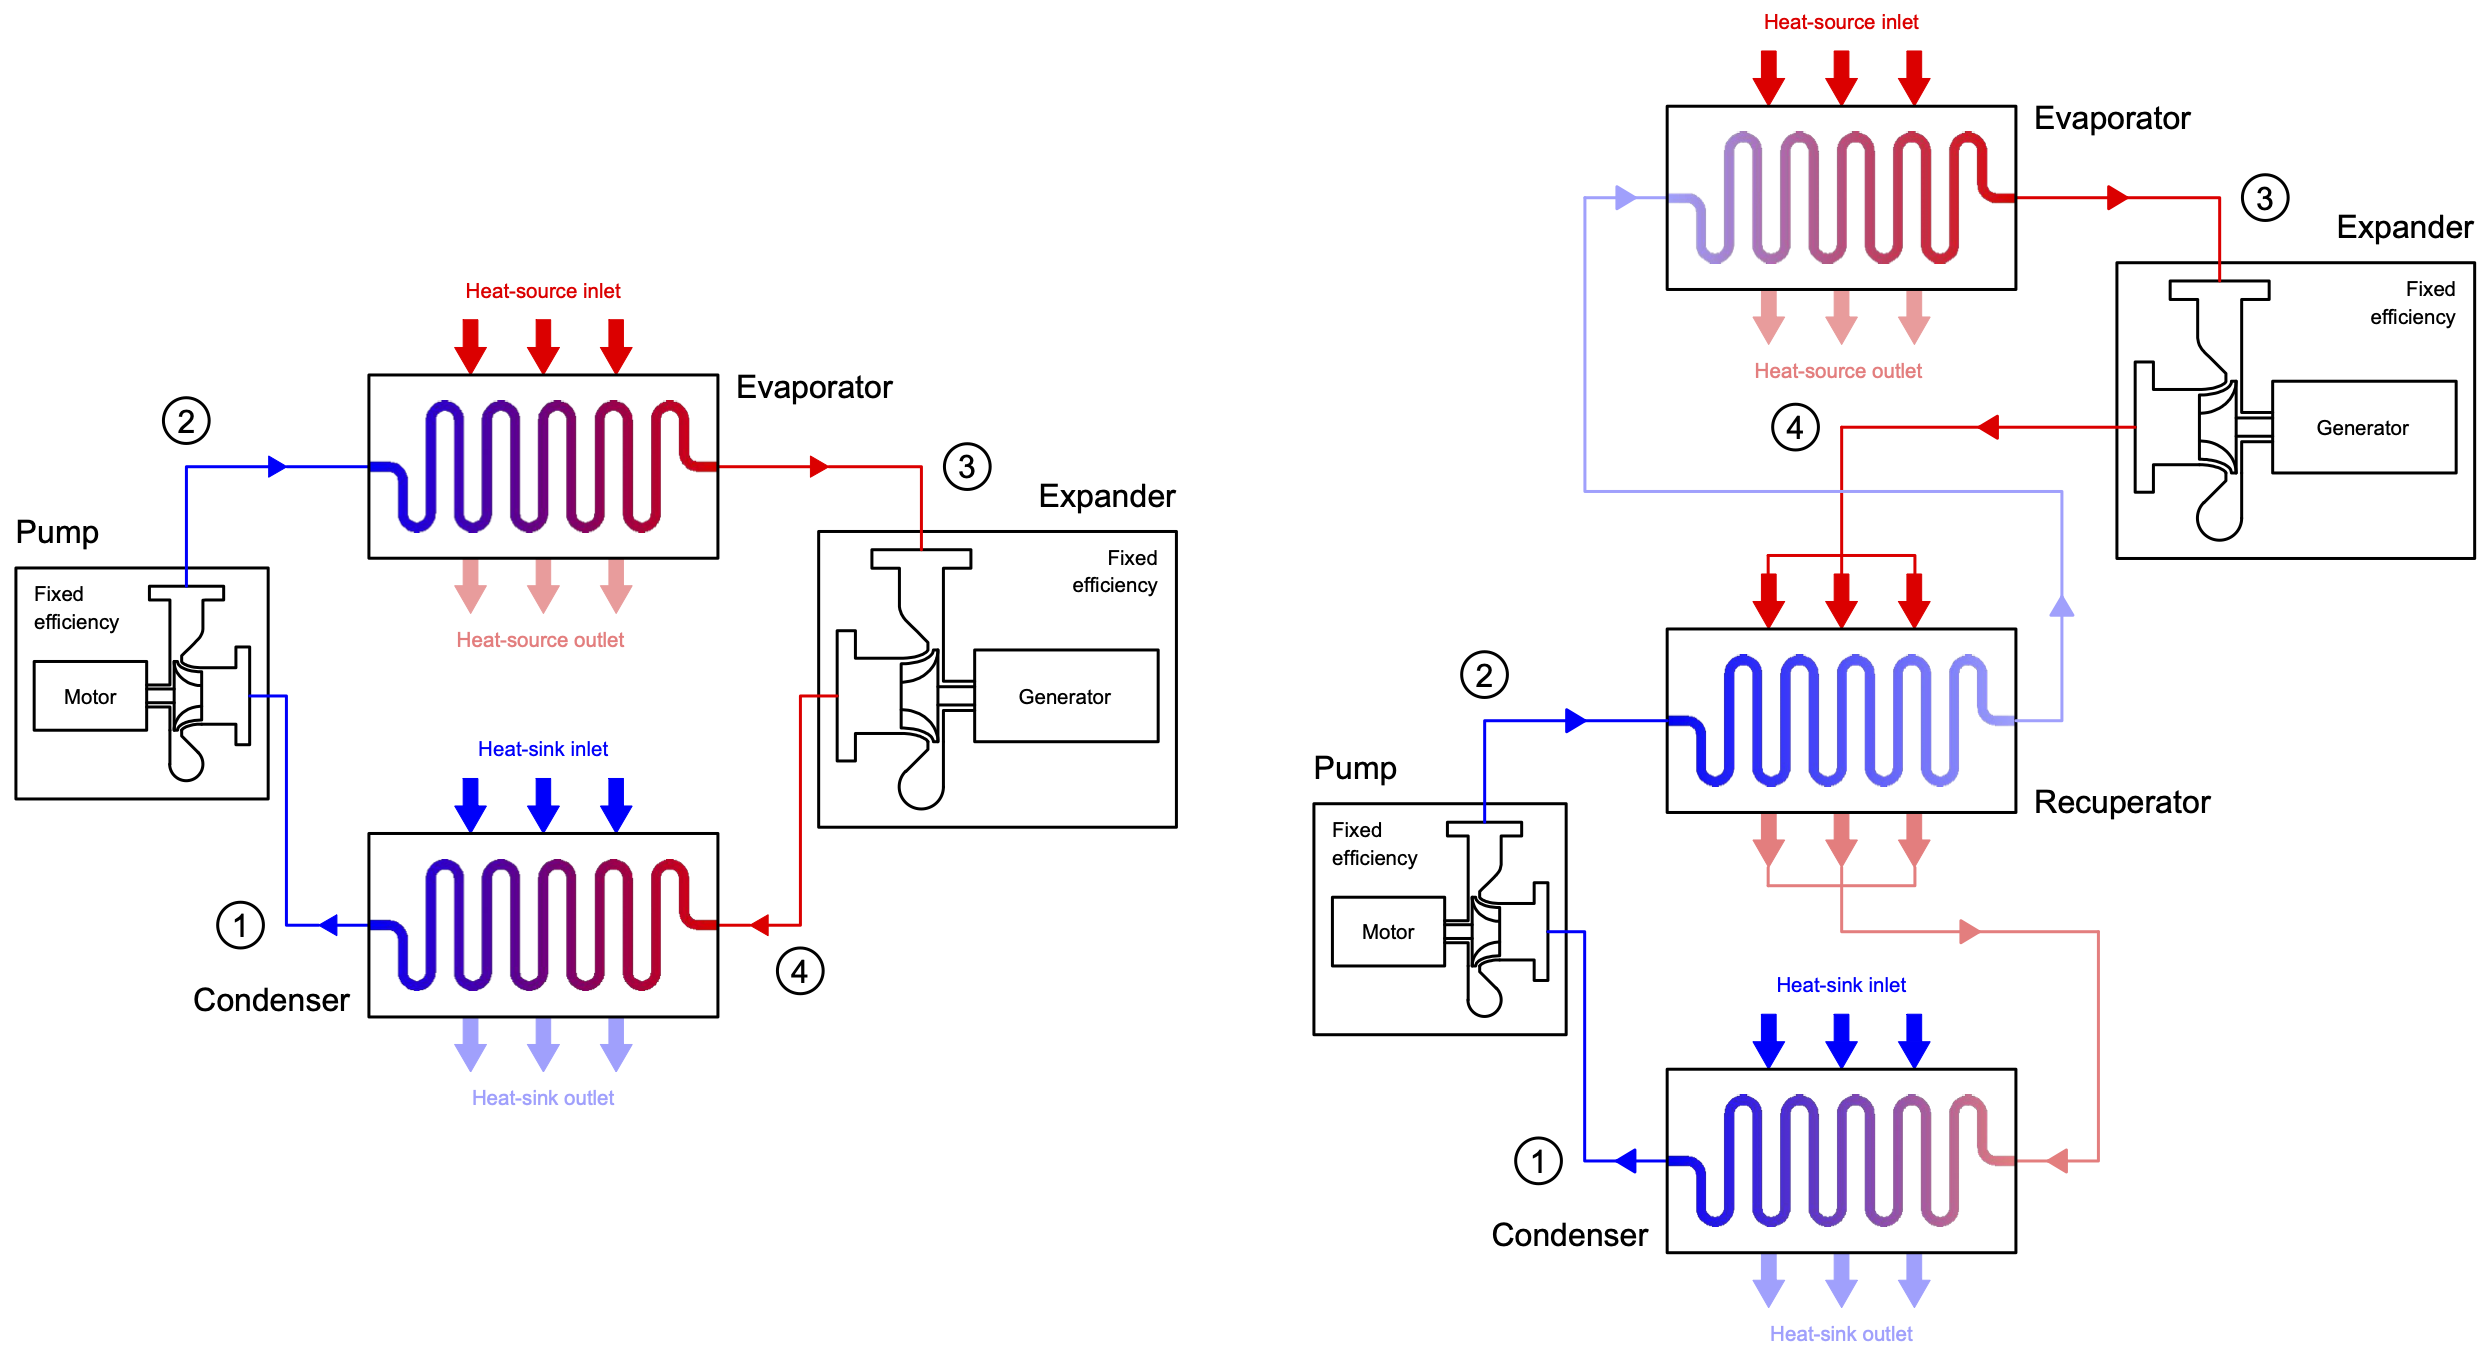 Heat-source inlet
Evaporator
2
3
Heat-source outlet
Expander
Fixed
efficiency
Generator
Pump
Fixed
efficiency
Motor
Heat-sink inlet
1
4
Condenser
Heat-sink outlet
Heat-source inlet
Evaporator
3
Expander
Fixed
efficiency
Heat-source outlet
4
Generator
2
Recuperator
Pump
Fixed
efficiency
Motor
Heat-sink inlet
1
Condenser
Heat-sink outlet